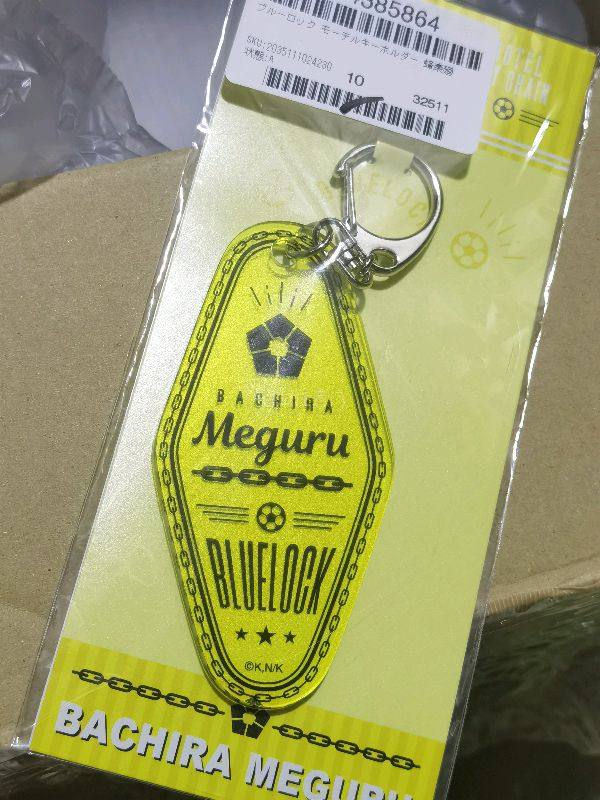 385864
ブルーロック モーテルキーホルダー 蜂楽廻
SKU:2035111024230
状態:A
10
32511
BACHIRA
Meguru
BLUELOCK
©K,N/K
BACHIRA MEGURU